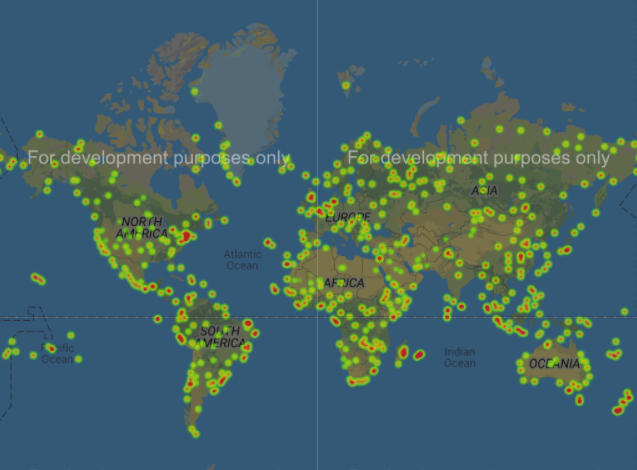 For development purposes only
For development purposes only
ASIA
NORTH
AMERICA
EUROPE
Atlantic
Ocean
AFRICA
SOUTH
AMERICA
Pacific
Ocean
Indian
Ocean
OCEANIA